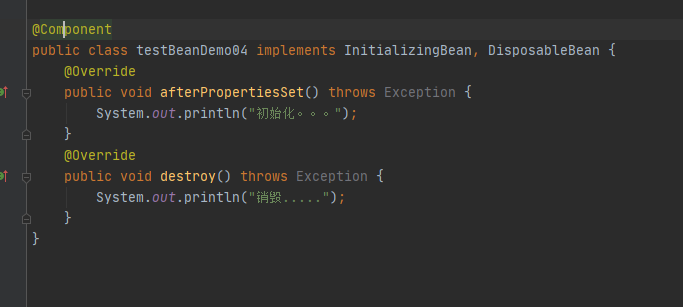 @Component
public class testBeanDemo04 implements InitializingBean, DisposableBean {
@Override
public void afterPropertiesSet() throws Exception {
System.out.println("初始化。。。");
}
@Override
public void destroy() throws Exception {
System.out.println("销毁.....");
}
}